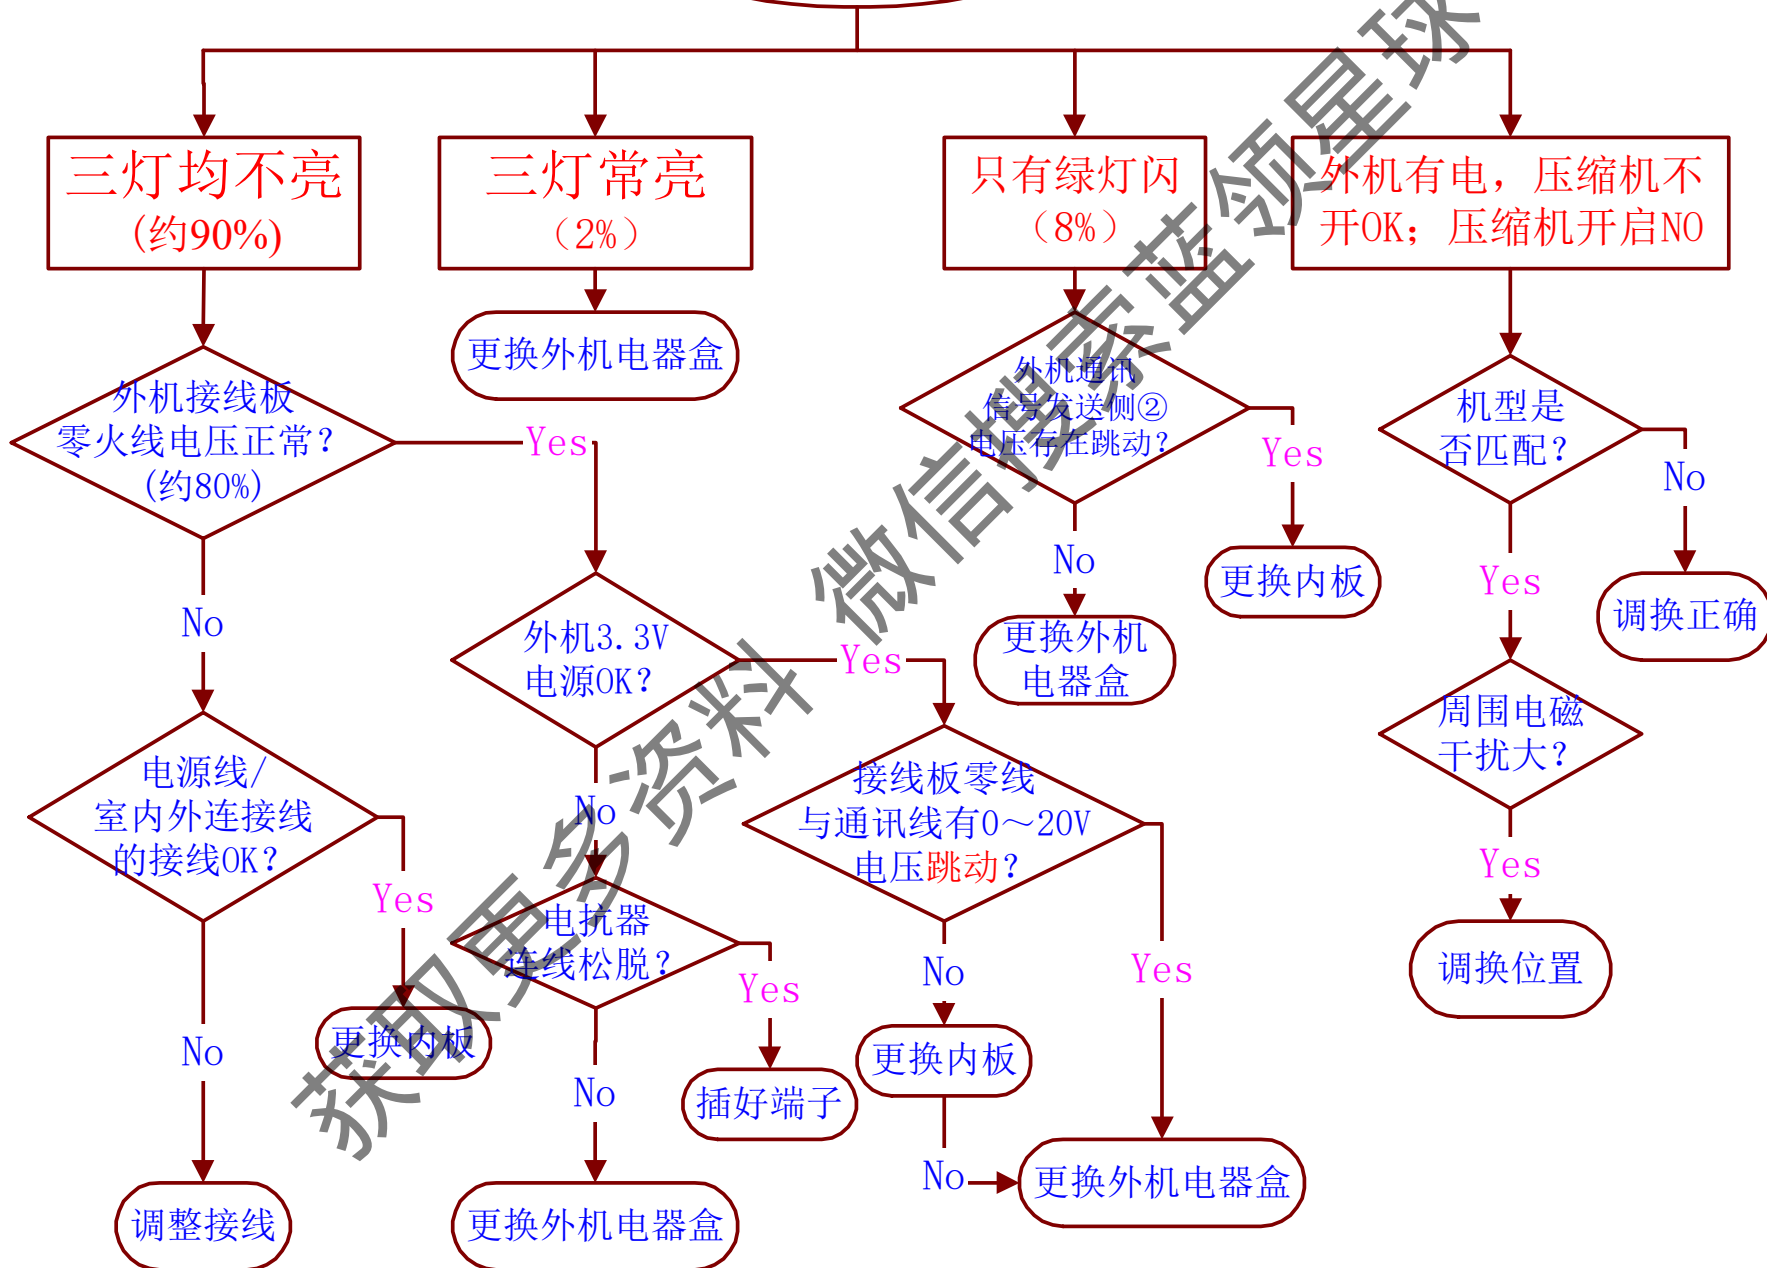 三灯均不亮
(约90%)
三灯常亮
（2%）
只有绿灯闪
（8%）
外机有电，压缩机不
开OK；压缩机开启NO
更换外机电器盒
外机接线板
零火线电压正常？
(约80%)
Yes
外机通讯
信号发送侧②
电压存在跳动？
Yes
机型是
否匹配？
No
No
No
更换内板
Yes
调换正确
外机3.3V
电源OK？
Yes
更换外机
电器盒
周围电磁
干扰大？
电源线/
室内外连接线
的接线OK？
No
接线板零线
与通讯线有0～20V
电压跳动？
Yes
Yes
电抗器
连线松脱？
Yes
No
Yes
调换位置
No
更换内板
No
插好端子
更换内板
No
更换外机电器盒
调整接线
更换外机电器盒
获取更多资料 微信搜索蓝领星球